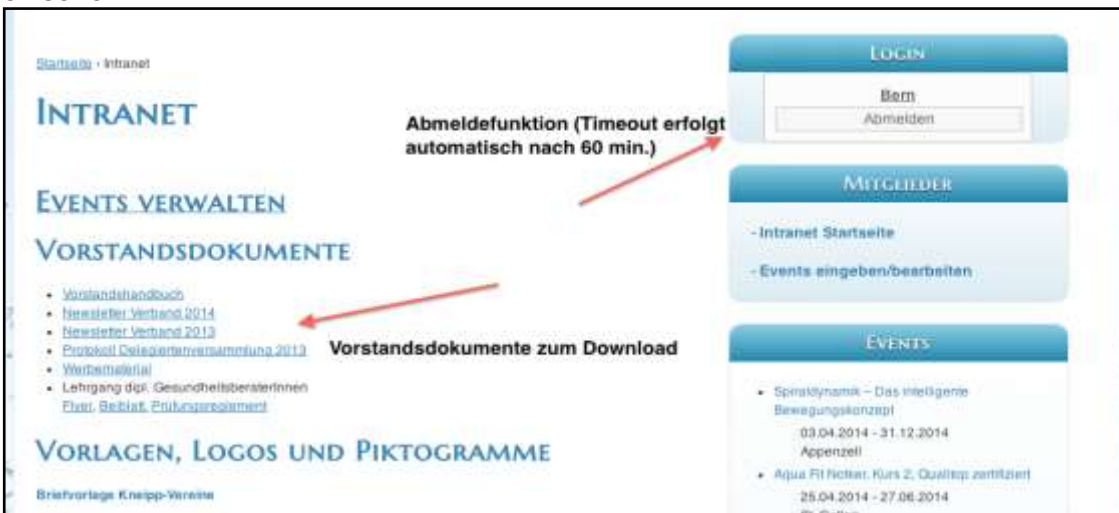 Startseite › Intranet
INTRANET
EVENTS VERWALTEN
VORSTANDSDOKUMENTE
• Vorstandshandbuch
• Newsletter Verband 2014
• Newsletter Verband 2013
• Protokoll Delegiertenversammlung 2013
• Werbematerial
• Lehrgang dipl. GesundheitsberaterInnen
Flyer, Beiblatt, Prüfungsreglement
VORLAGEN, LOGOS UND PIKTOGRAMME
Briefvorlage Kneipp-Vereine
Abmeldefunktion (Timeout erfolgt
automatisch nach 60 min.)
Vorstandsdokumente zum Download
LOGIN
Bern
Abmelden
MITGLIEDER
- Intranet Startseite
- Events eingeben/bearbeiten
EVENTS
• Spiraldynamik – Das intelligente
Bewegungskonzept
03.04.2014 - 31.12.2014
Appenzell
• Aqua Fit Notker, Kurs 2, Qualitop zertifiziert
25.04.2014 - 27.06.2014